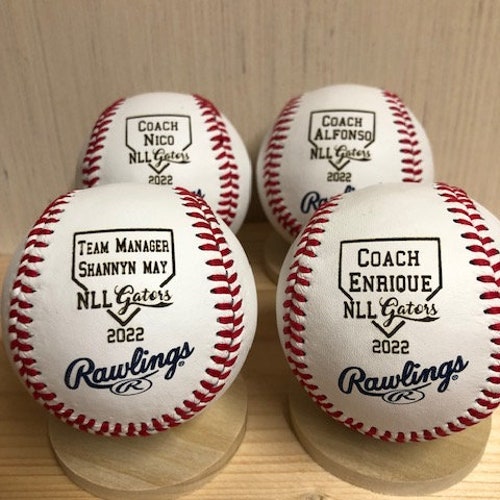 COACH
NICO
NLL Gators
2022
COACH
ALFONSO
NLL Gators
2022
Rawlings
TEAM MANAGER
SHANNYN MAY
NLL Gators
2022
Rawlings
R
COACH
ENRIQUE
NLL Gators
2022
Rawlings
R